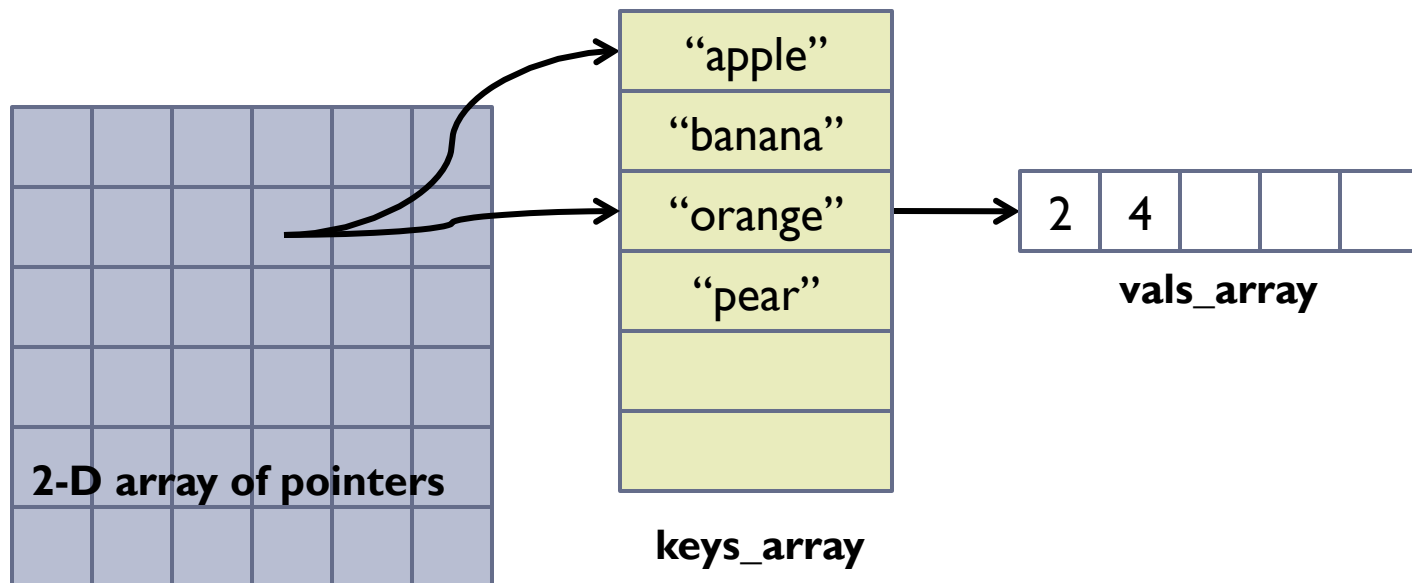 “apple”
“banana”
“orange”
“pear”
2 4
vals_array
2-D array of pointers
keys_array